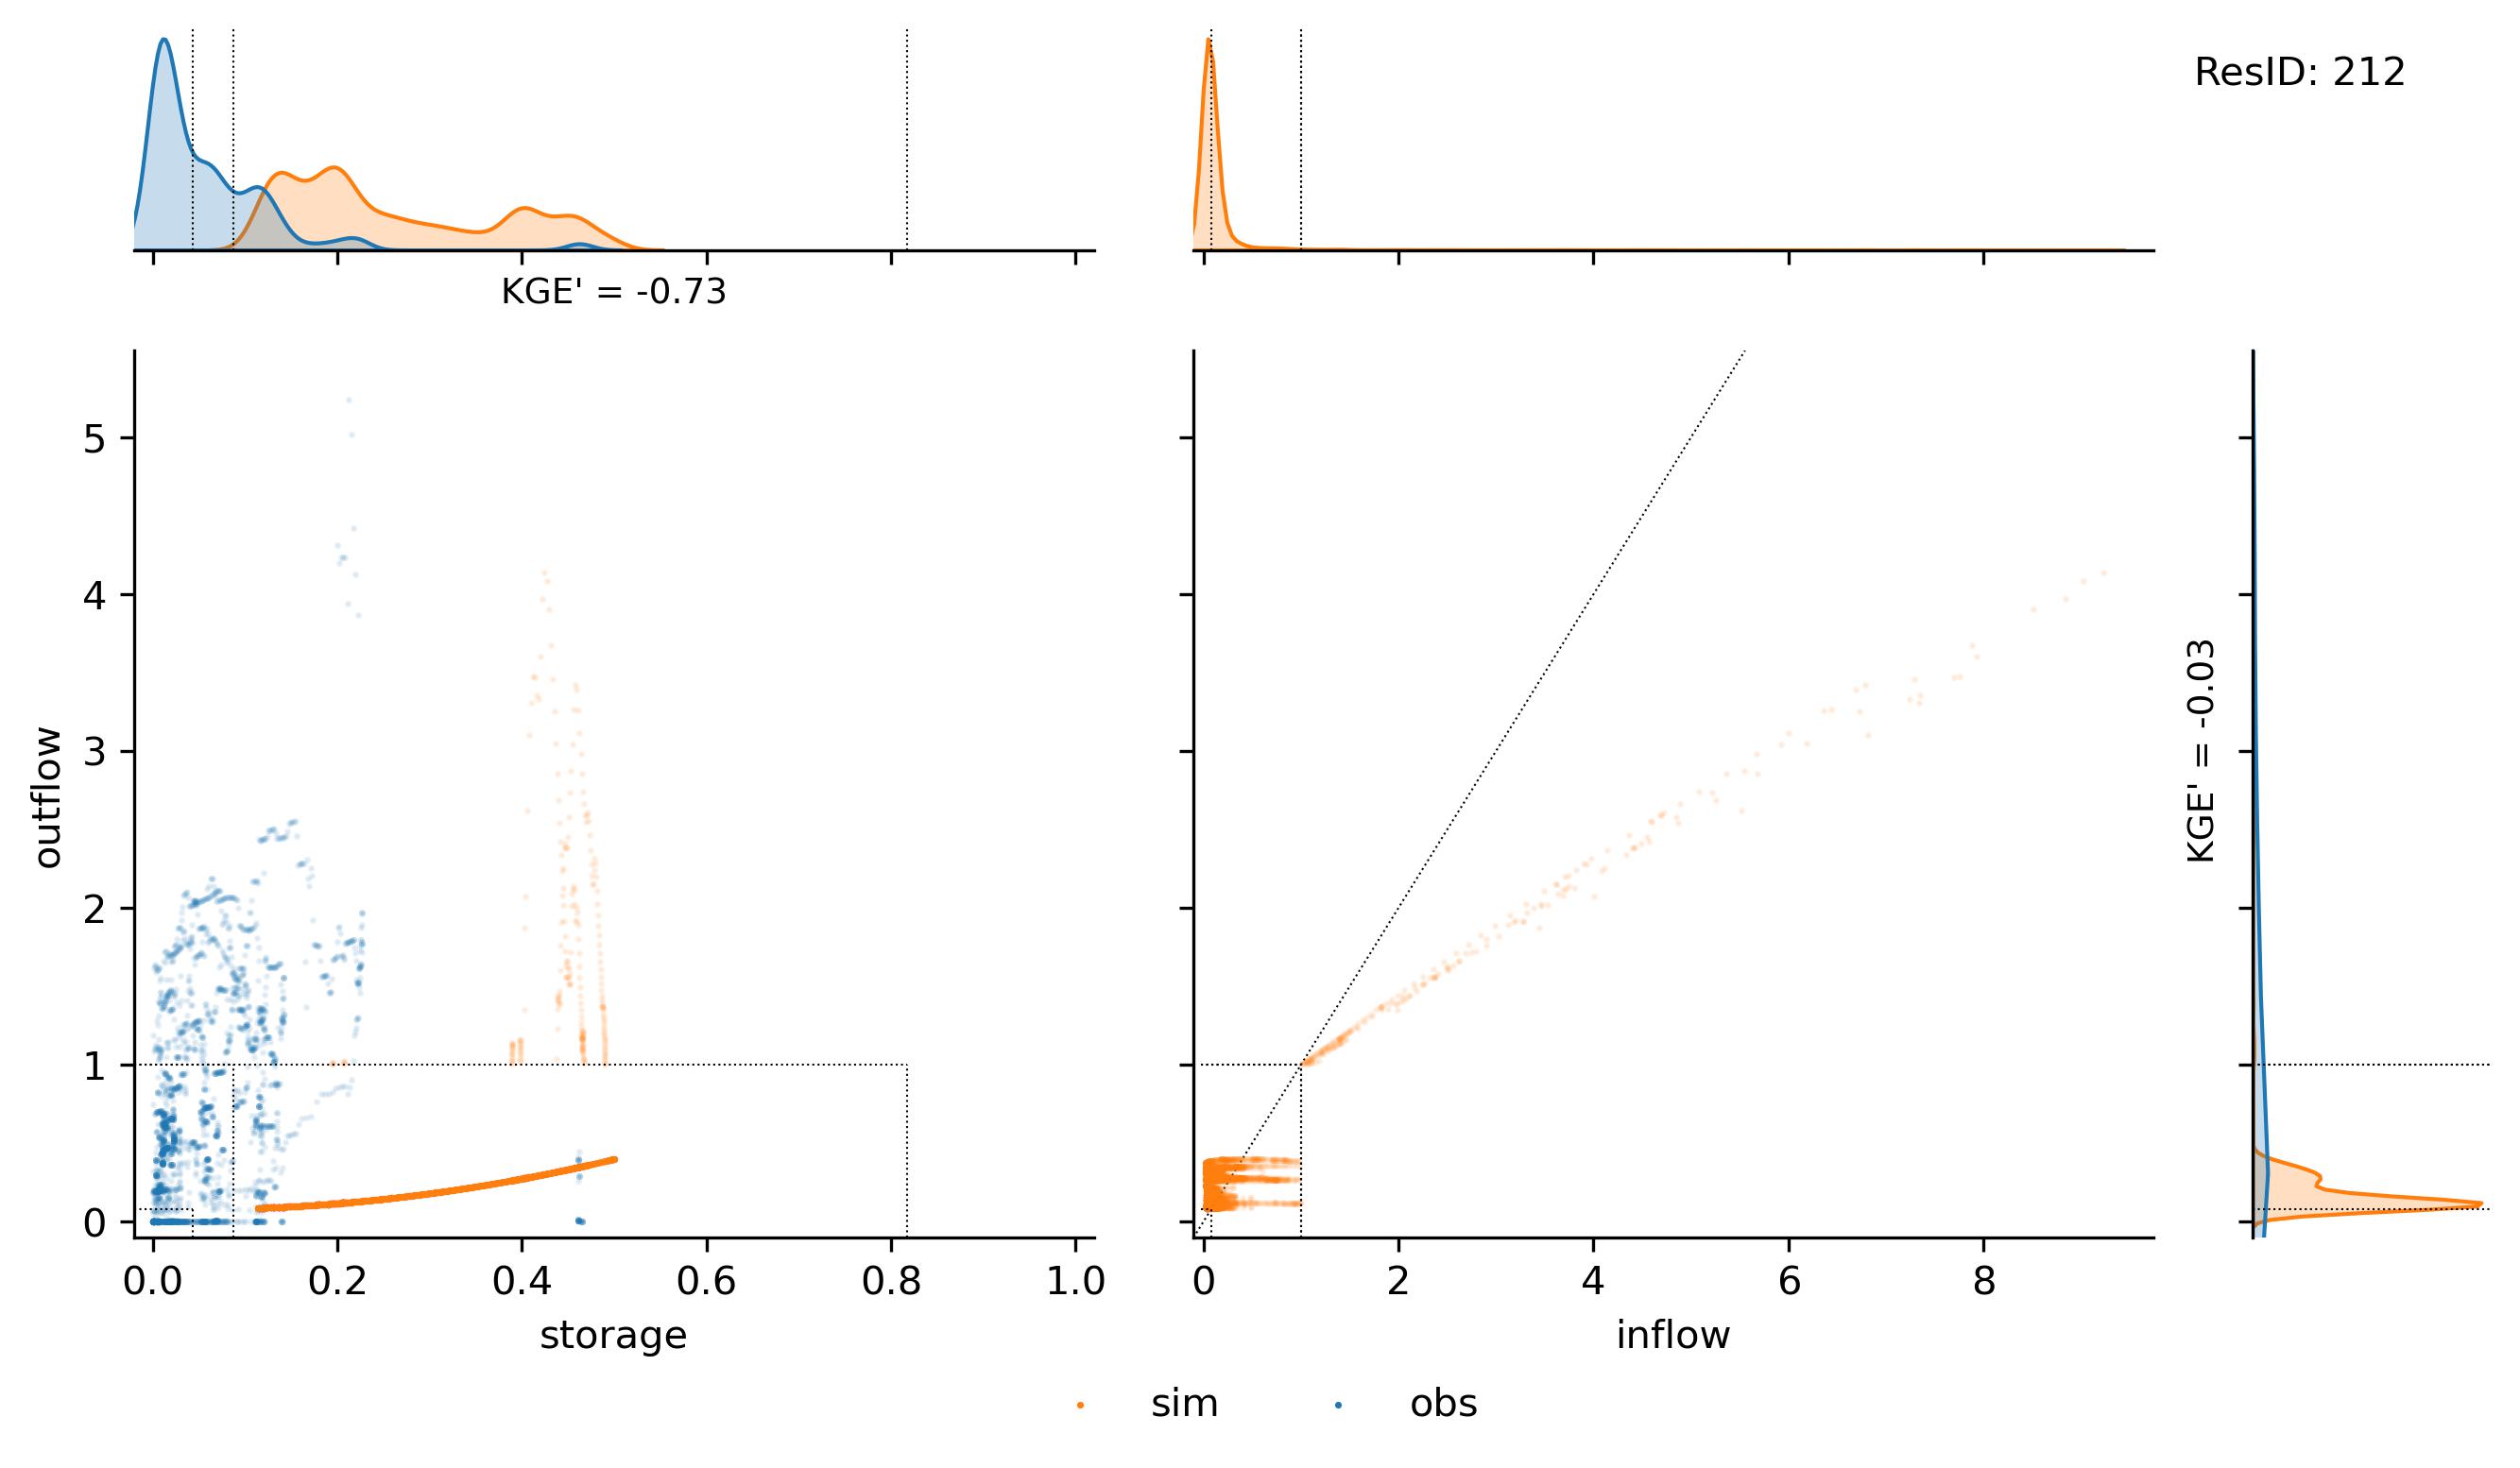 ResID: 212
KGE' = -0.73
outflow
5
4
3
2
1
0
0.0 0.2 0.4 0.6 0.8 1.0
storage
0 2 4 6 8
inflow
KGE' = -0.03
sim obs